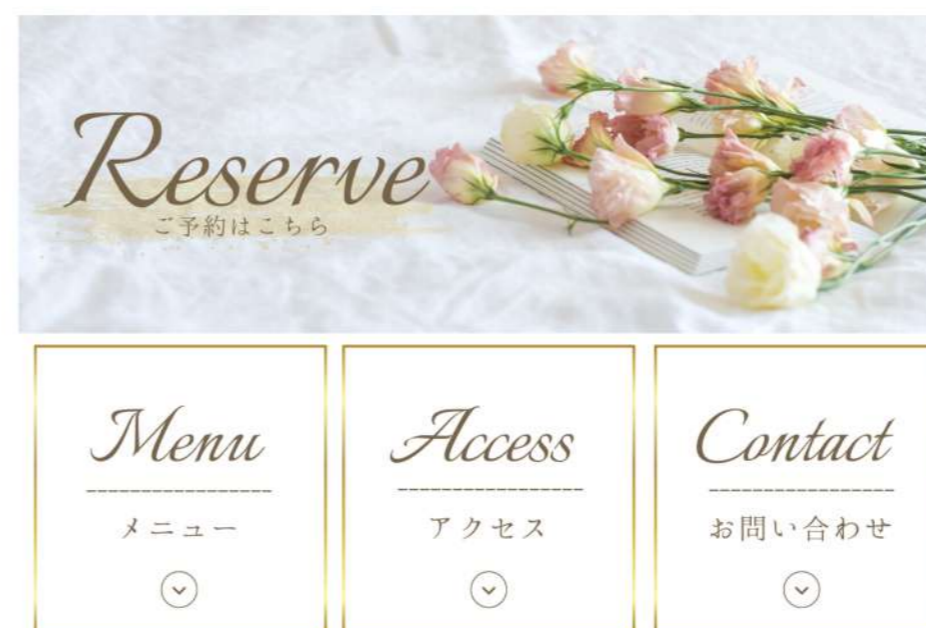 Reserve
ご予約はこちら
Menu
メニュー
Access
アクセス
Contact
お問い合わせ